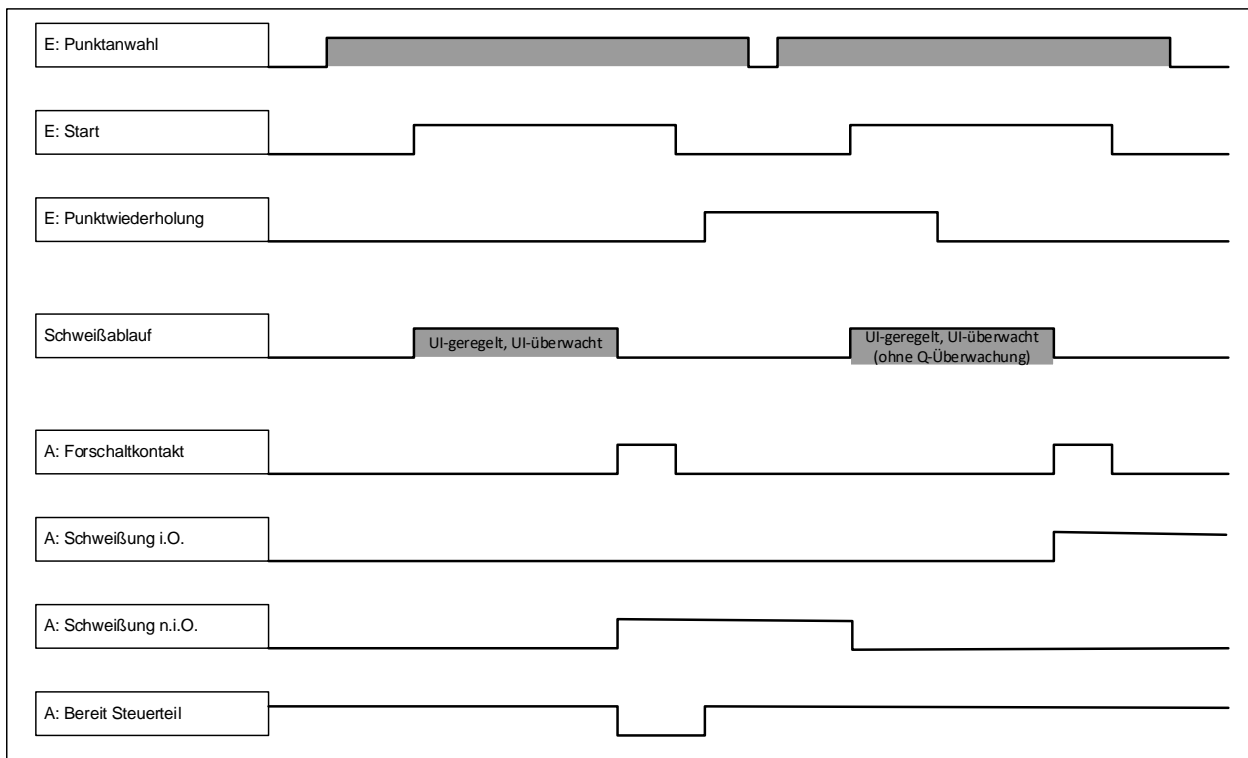 E: Punktanwahl
E: Start
E: Punktwiederholung
Schweißablauf
UI-geregelt, UI-überwacht
UI-geregelt, UI-überwacht
(ohne Q-Überwachung)
A: Forschaltkontakt
A: Schweißung i.O.
A: Schweißung n.i.O.
A: Bereit Steuerteil